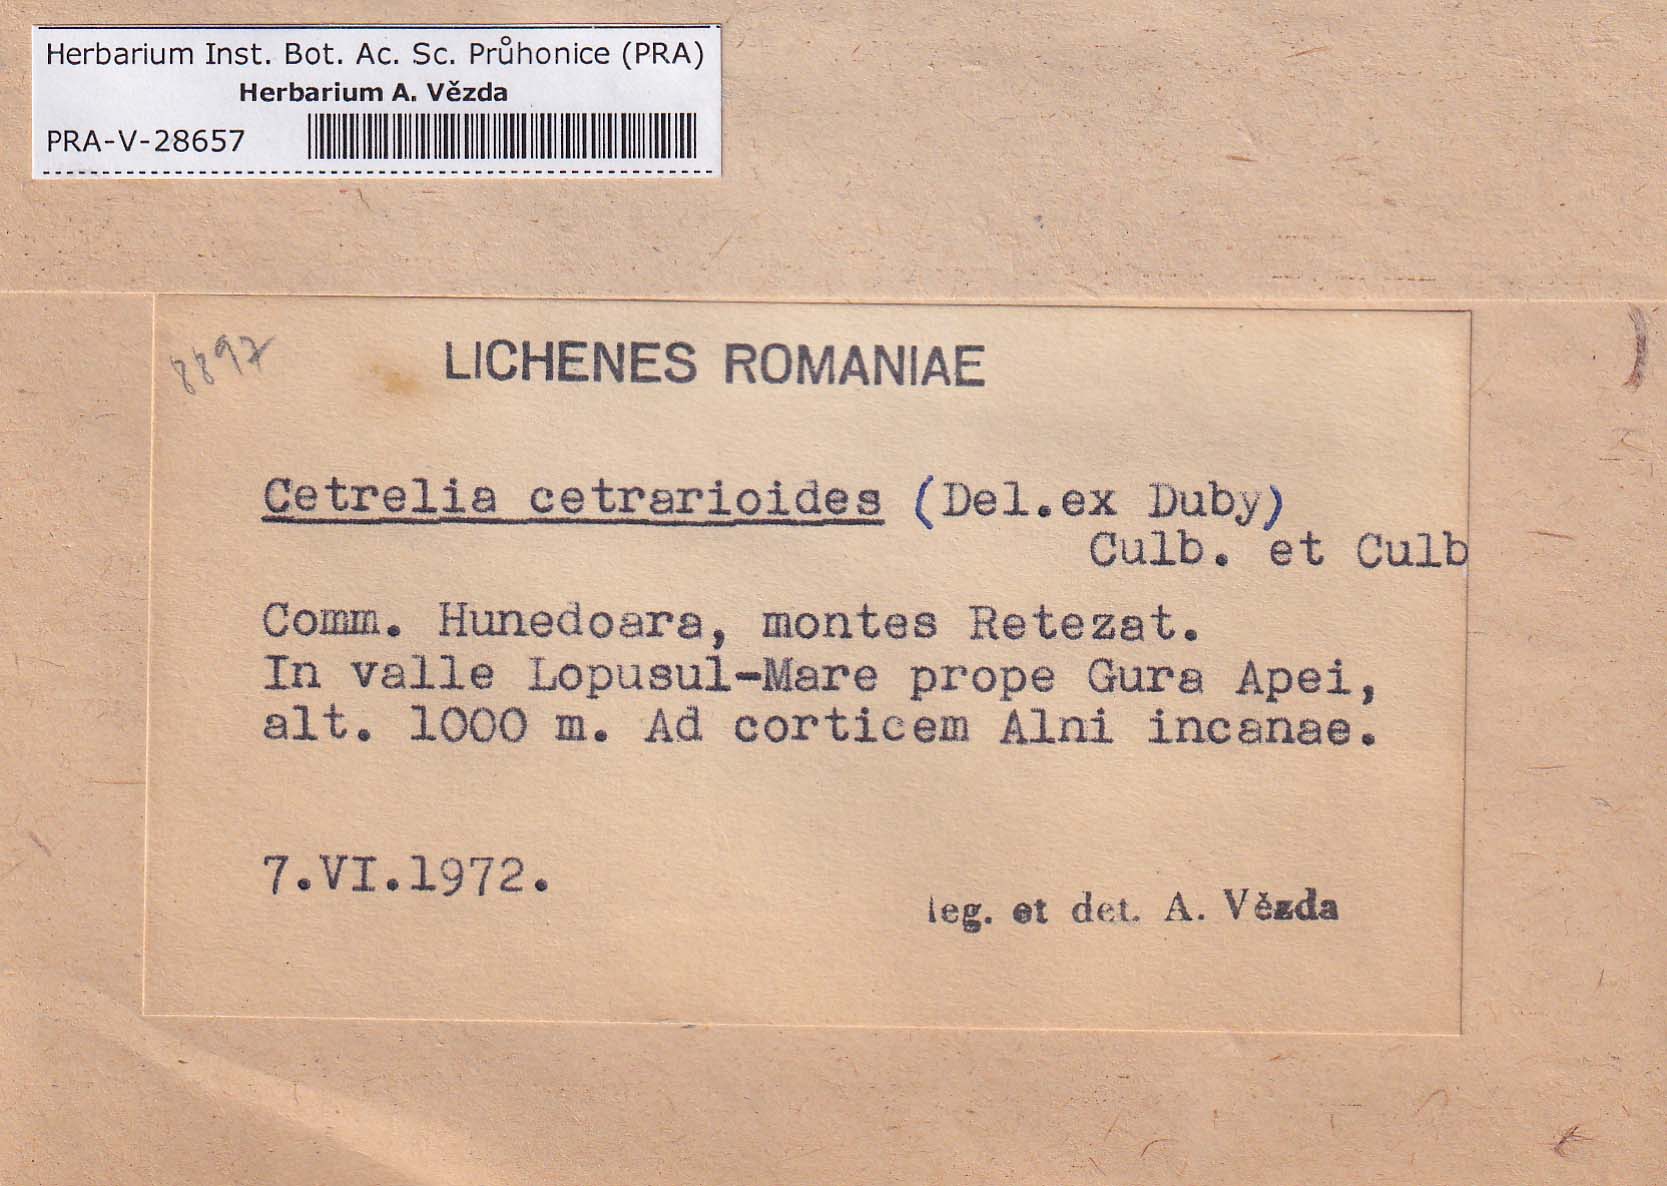 Herbarium Inst. Bot. Ac. Sc. Průhonice (PRA)
Herbarium A. Vězda
PRA-V-28657
8897
LICHENES ROMANIAE
Cetrelia cetrarioides (Del.ex Duby)
Culb. et Culb
Comm. Hunedoara, montes Retezat.
In valle Lopusul-Mare prope Gura Apei,
alt. 1000 m. Ad corticem Alni incanae.
7.VI.1972.
leg. et det. A. Vězda